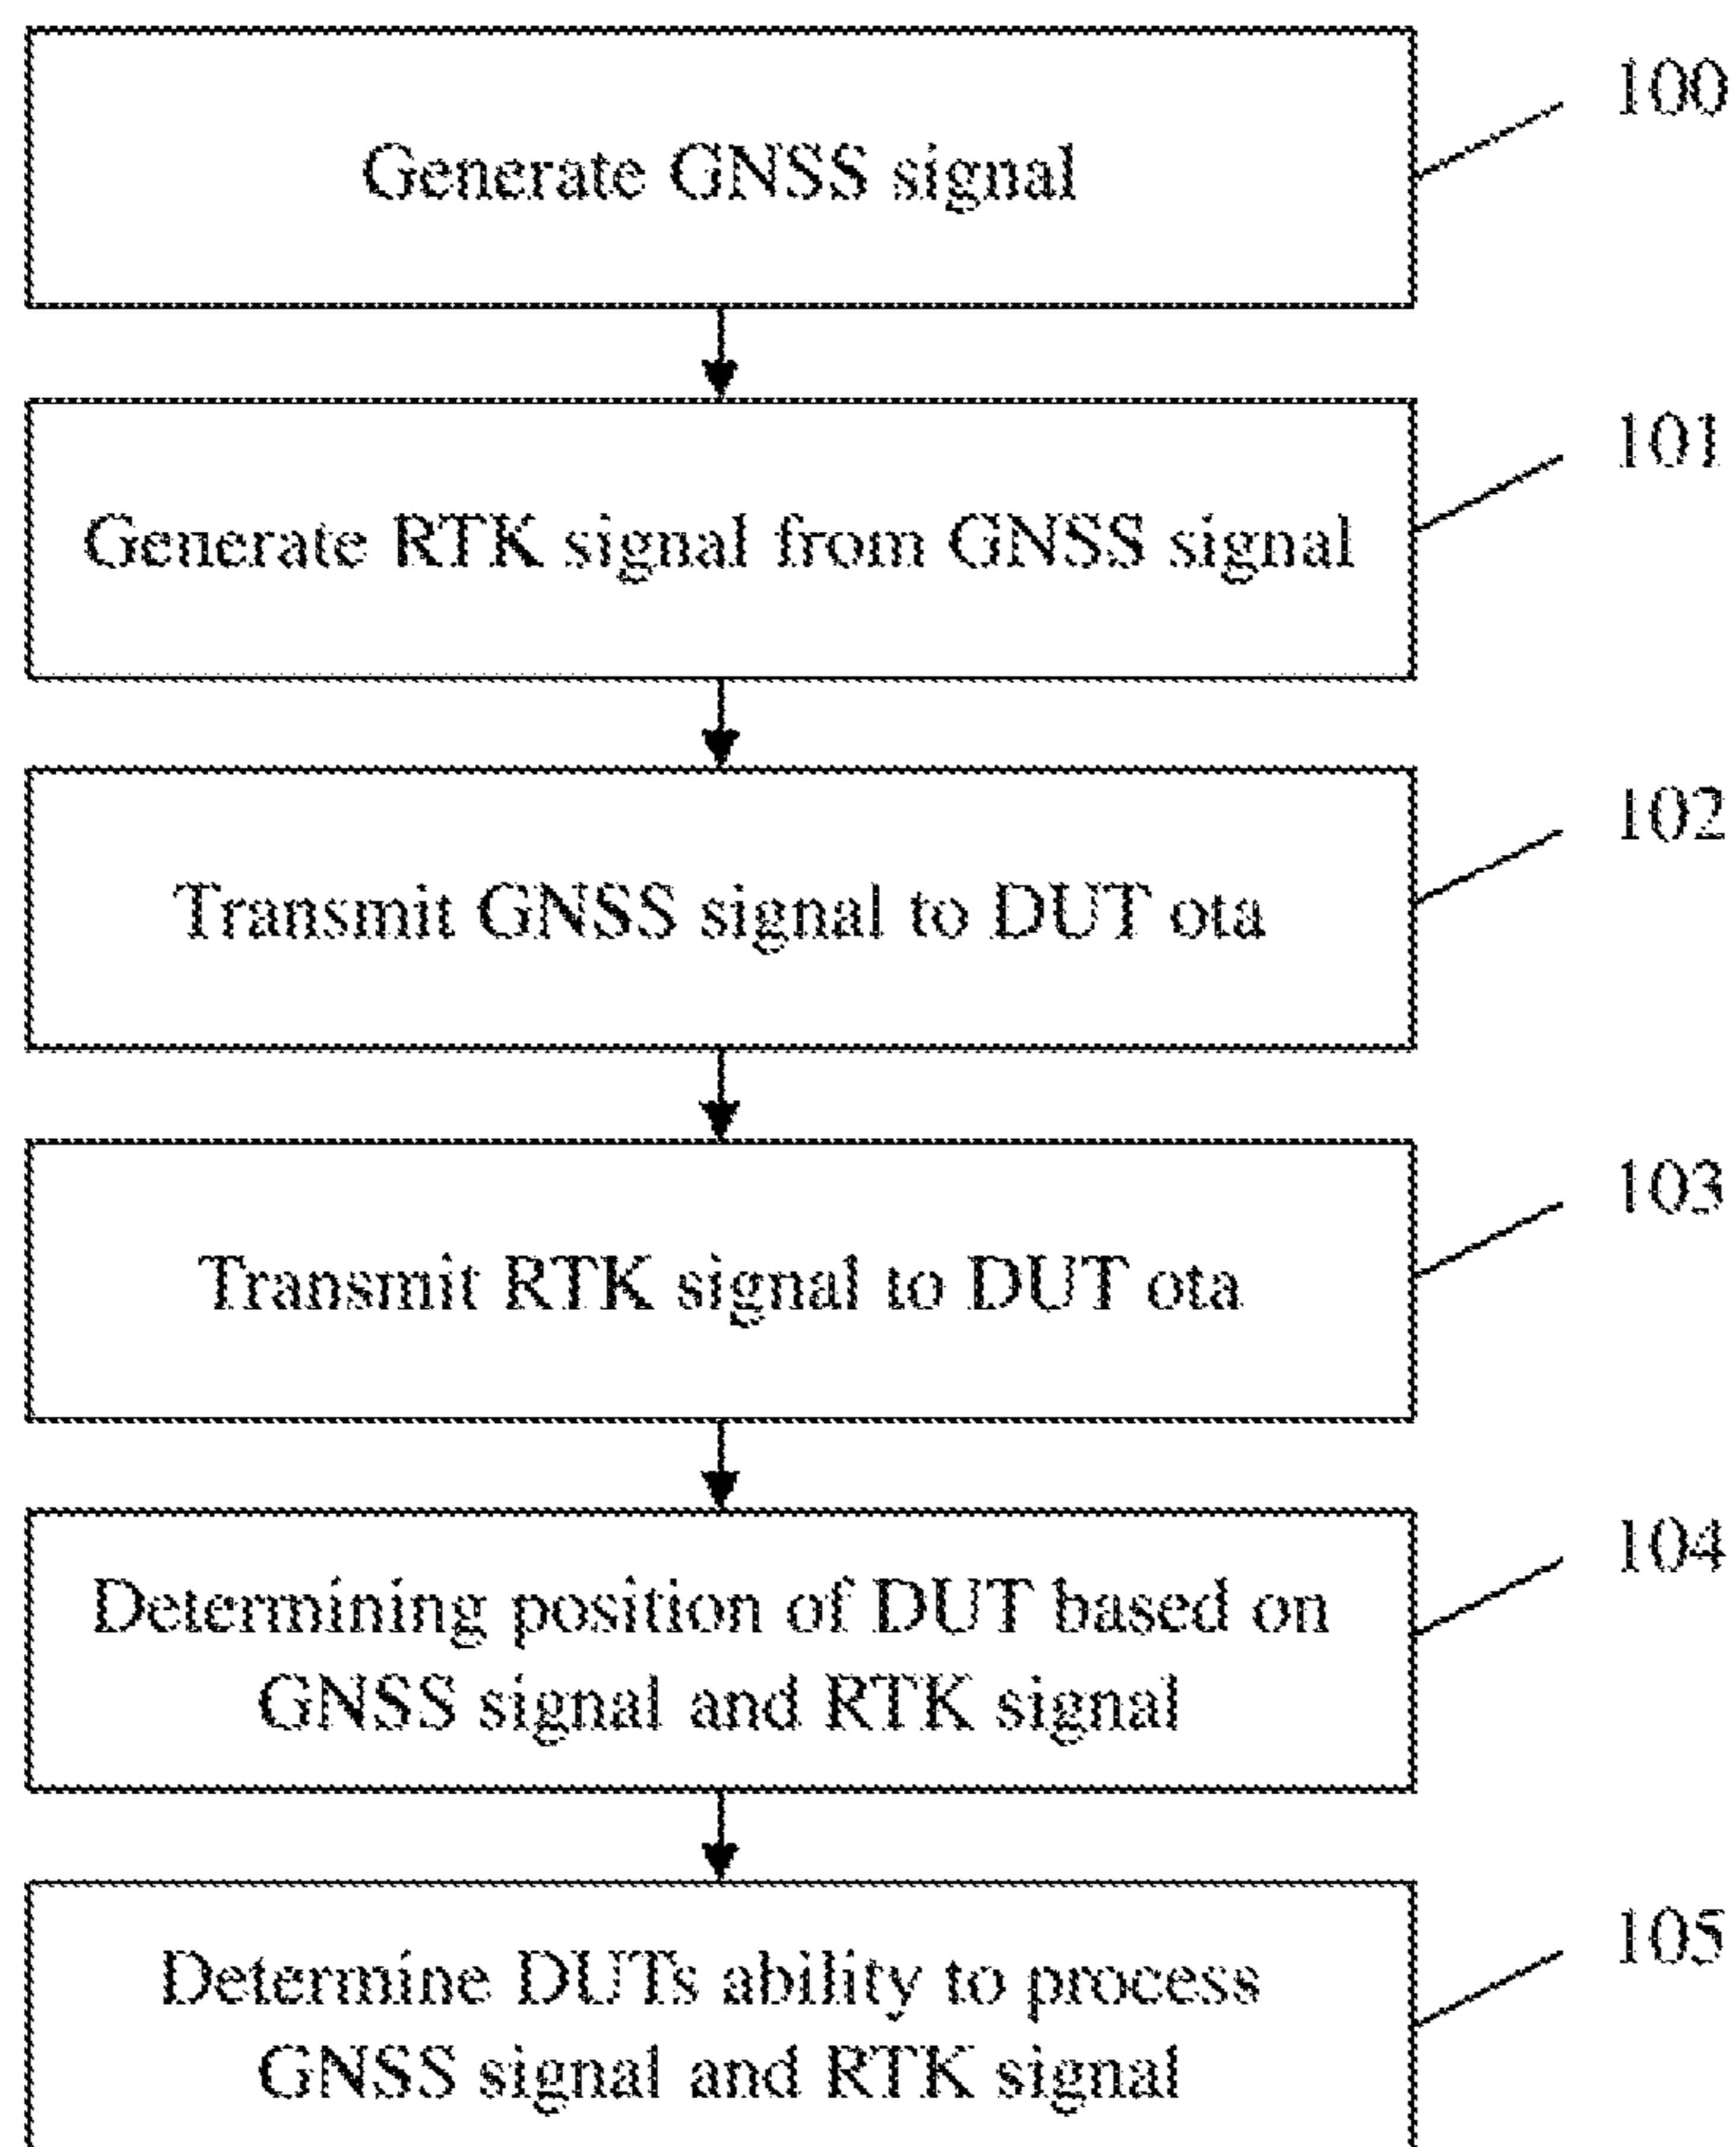 Generate GNSS signal
100
Generate RTK signal from GNSS signal
101
Transmit GNSS signal to DUT ota
102
Transmit RTK signal to DUT ota
103
Determining position of DUT based on
GNSS signal and RTK signal
104
Determine DUTs ability to process
GNSS signal and RTK signal
105